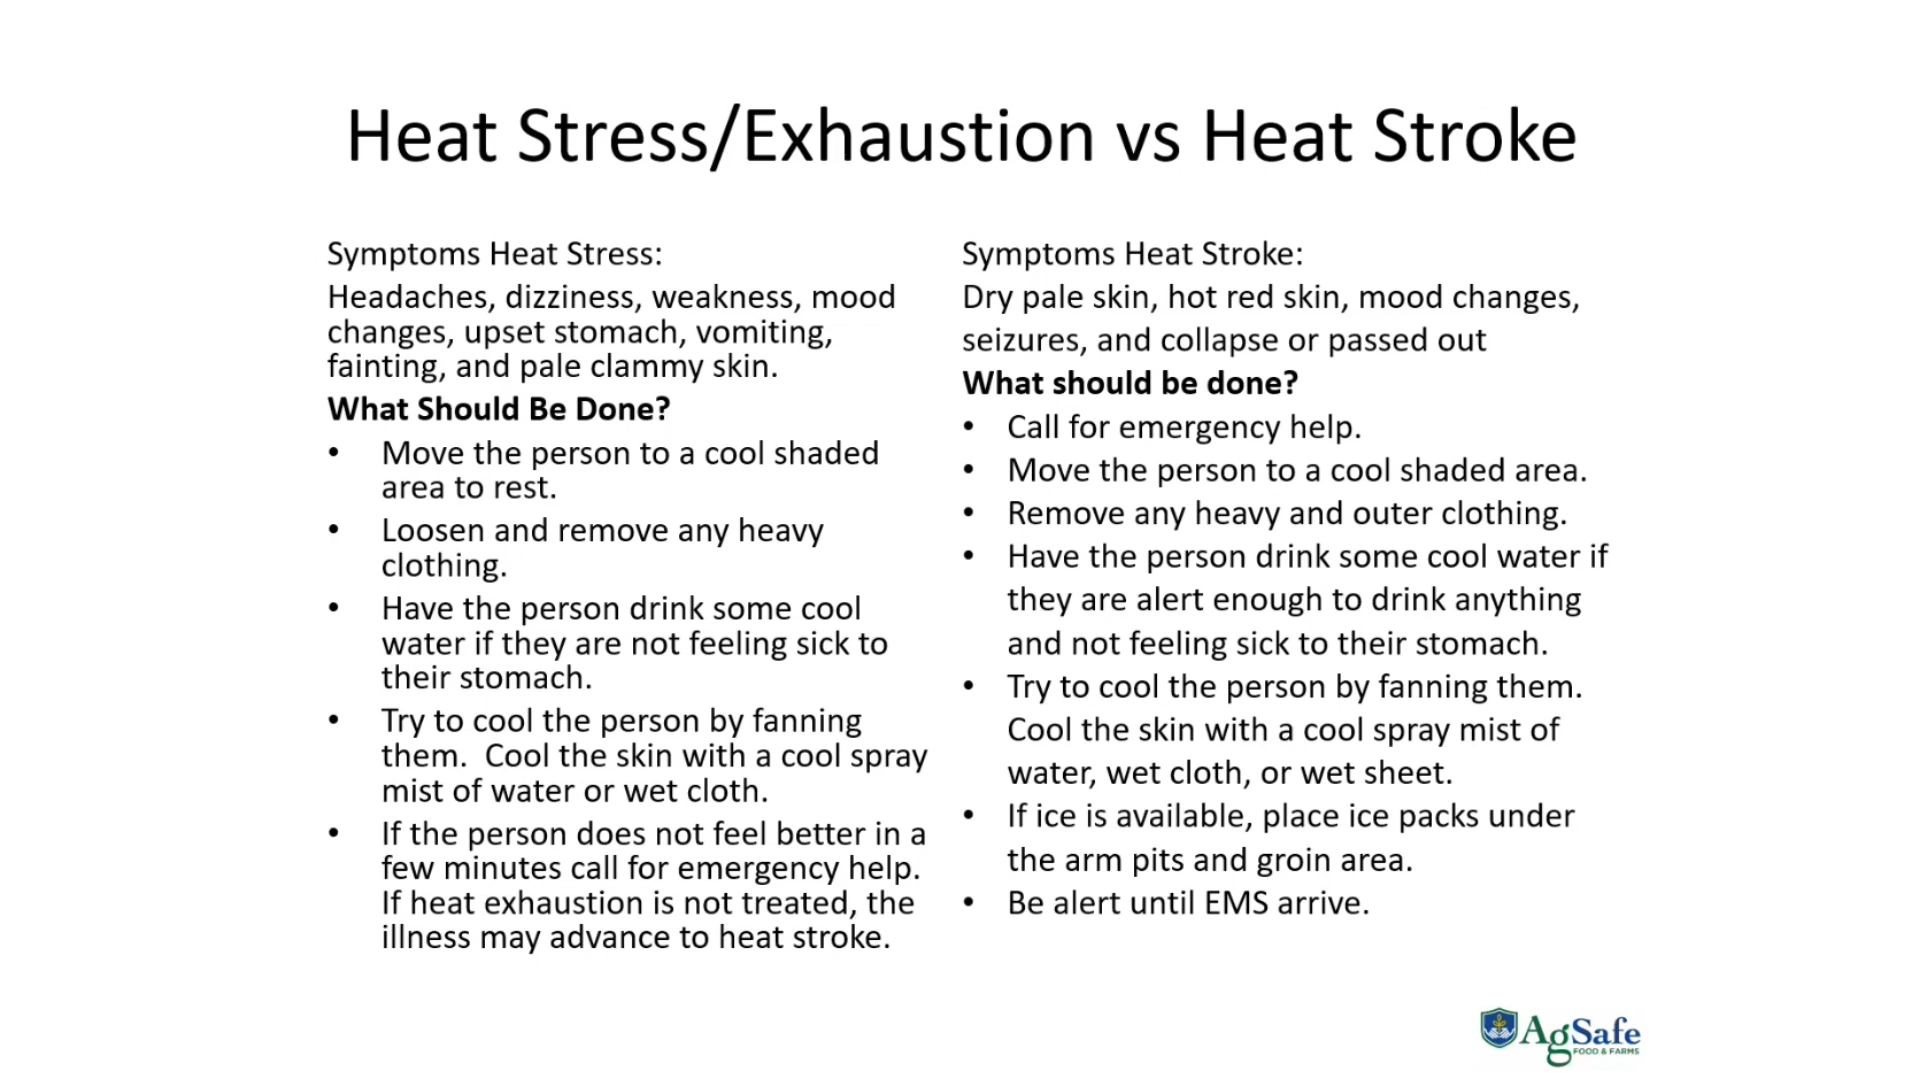 Heat Stress/Exhaustion vs Heat Stroke
Symptoms Heat Stress:
Headaches, dizziness, weakness, mood
changes, upset stomach, vomiting,
fainting, and pale clammy skin.
What Should Be Done?
• Move the person to a cool shaded
area to rest.
• Loosen and remove any heavy
clothing.
• Have the person drink some cool
water if they are not feeling sick to
their stomach.
• Try to cool the person by fanning
them.  Cool the skin with a cool spray
mist of water or wet cloth.
• If the person does not feel better in a
few minutes call for emergency help.
If heat exhaustion is not treated, the
illness may advance to heat stroke.
Symptoms Heat Stroke:
Dry pale skin, hot red skin, mood changes,
seizures, and collapse or passed out
What should be done?
• Call for emergency help.
• Move the person to a cool shaded area.
• Remove any heavy and outer clothing.
• Have the person drink some cool water if
they are alert enough to drink anything
and not feeling sick to their stomach.
• Try to cool the person by fanning them.
Cool the skin with a cool spray mist of
water, wet cloth, or wet sheet.
• If ice is available, place ice packs under
the arm pits and groin area.
• Be alert until EMS arrive.
AgSafe
FOOD & FARMS